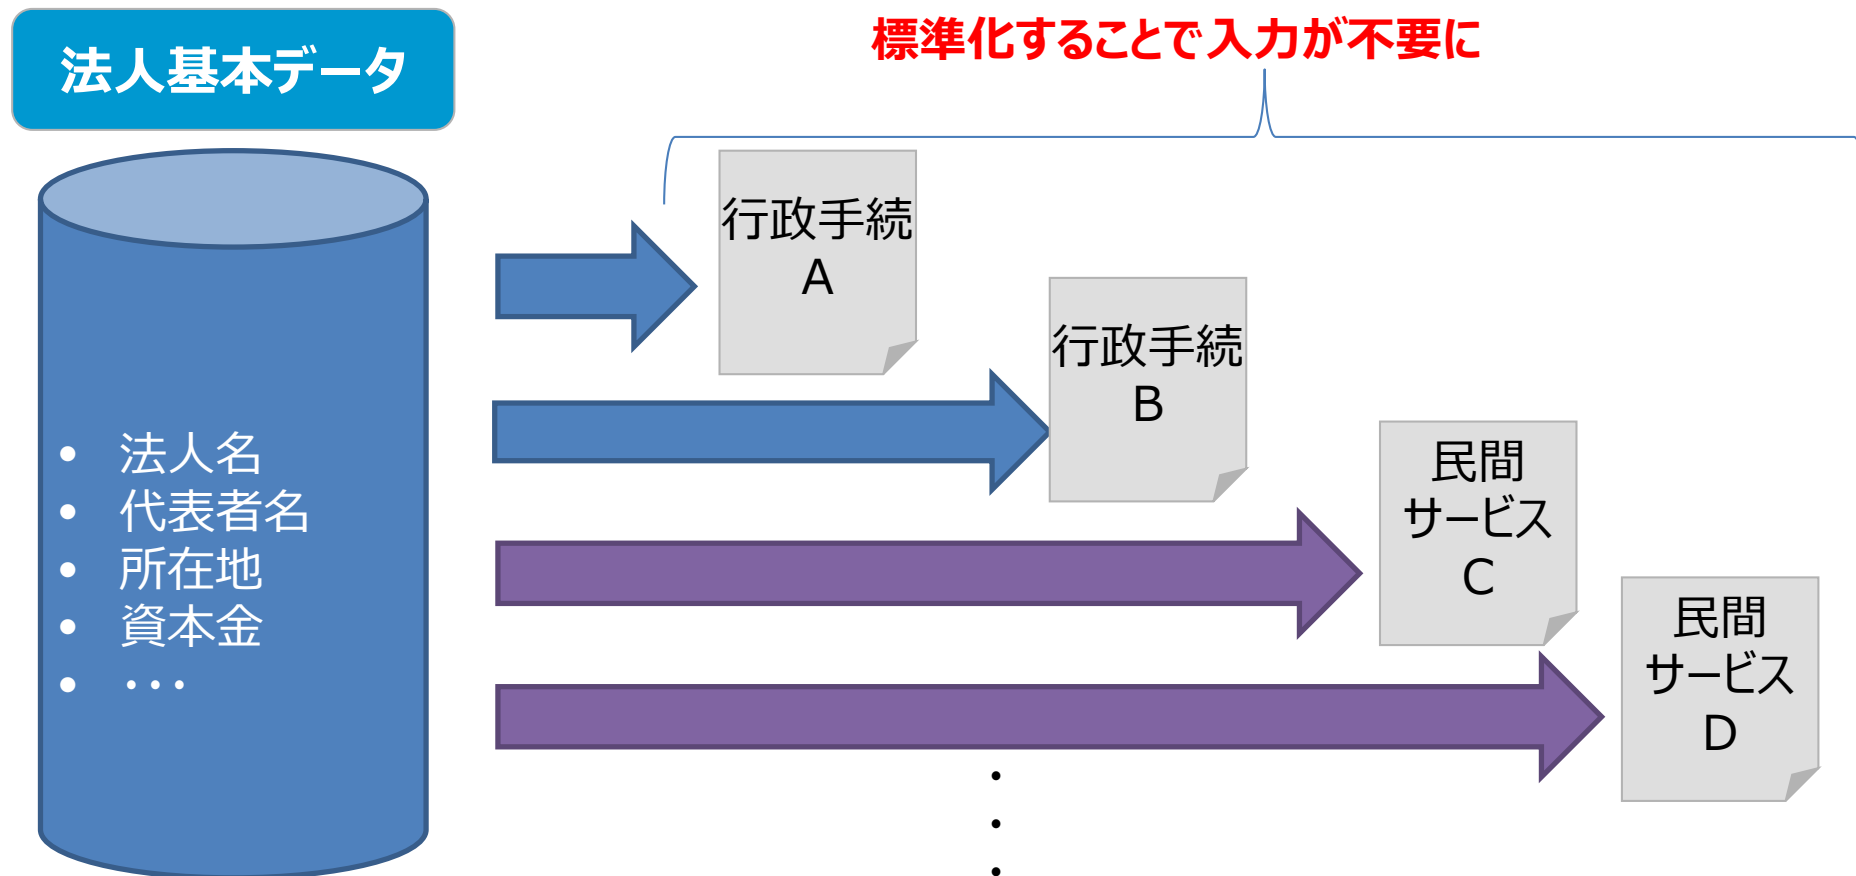 法人基本データ
標準化することで入力が不要に
行政手続
A
行政手続
B
民間
サービス
C
民間
サービス
D
• 法人名
• 代表者名
• 所在地
• 資本金
• ・・・
・
・
・